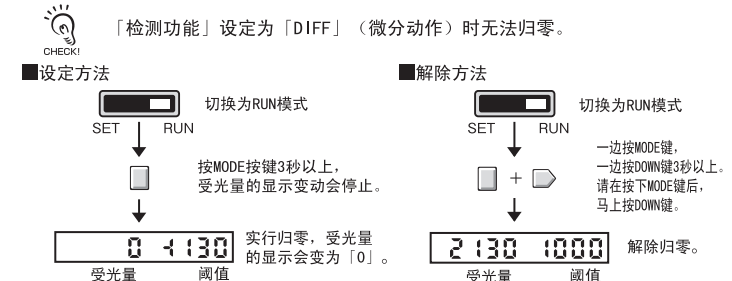 「检测功能」设定为「DIFF」（微分动作）时无法归零。
CHECK!
■设定方法
切换为RUN模式
SET RUN
按MODE按键3秒以上，
受光量的显示变动会停止。
0 -1130
实行归零，受光量
的显示会变为「0」。
受光量 阈值
■解除方法
切换为RUN模式
SET RUN
一边按MODE键，
一边按DOWN键3秒以上。
请在按下MODE键后，
马上按DOWN键。
+
2130 1000
解除归零。
受光量 阈值